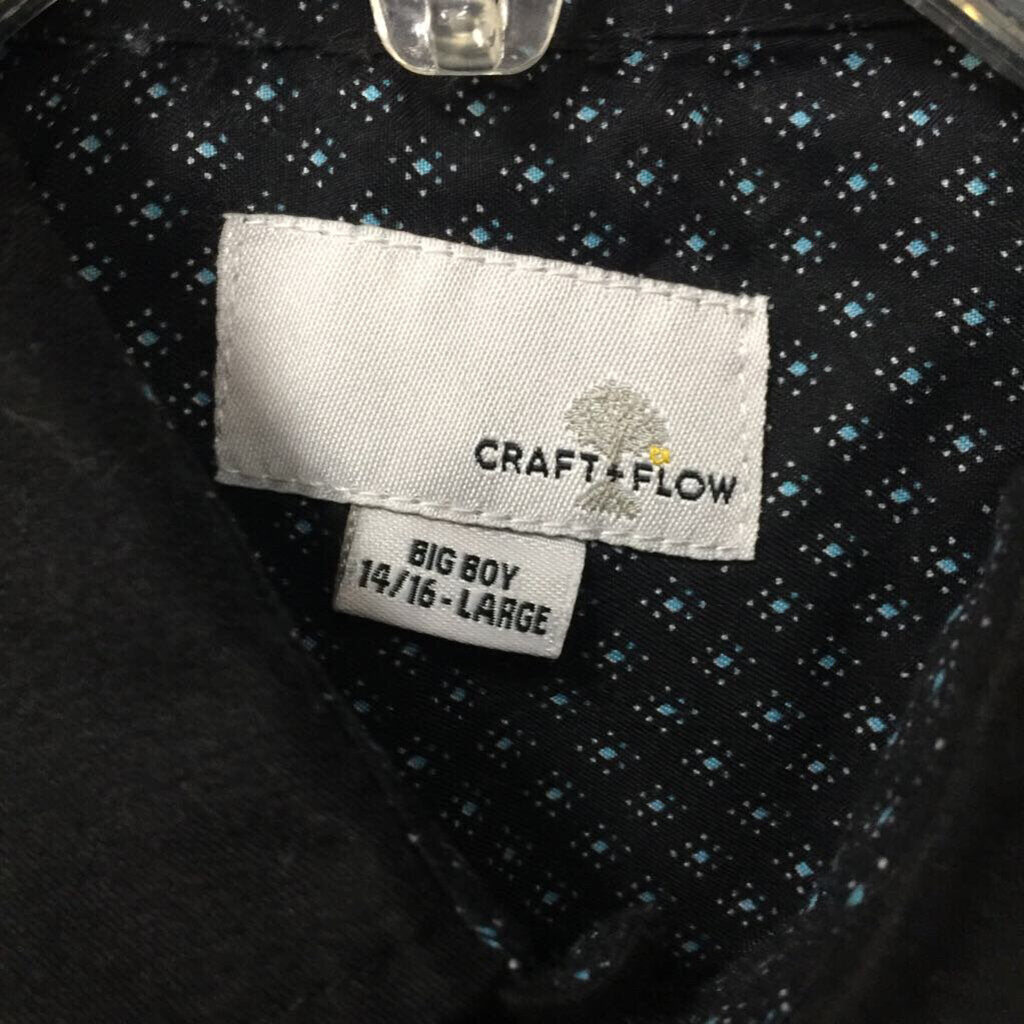 CRAFT+FLOW
BIG BOY
14/16-LARGE